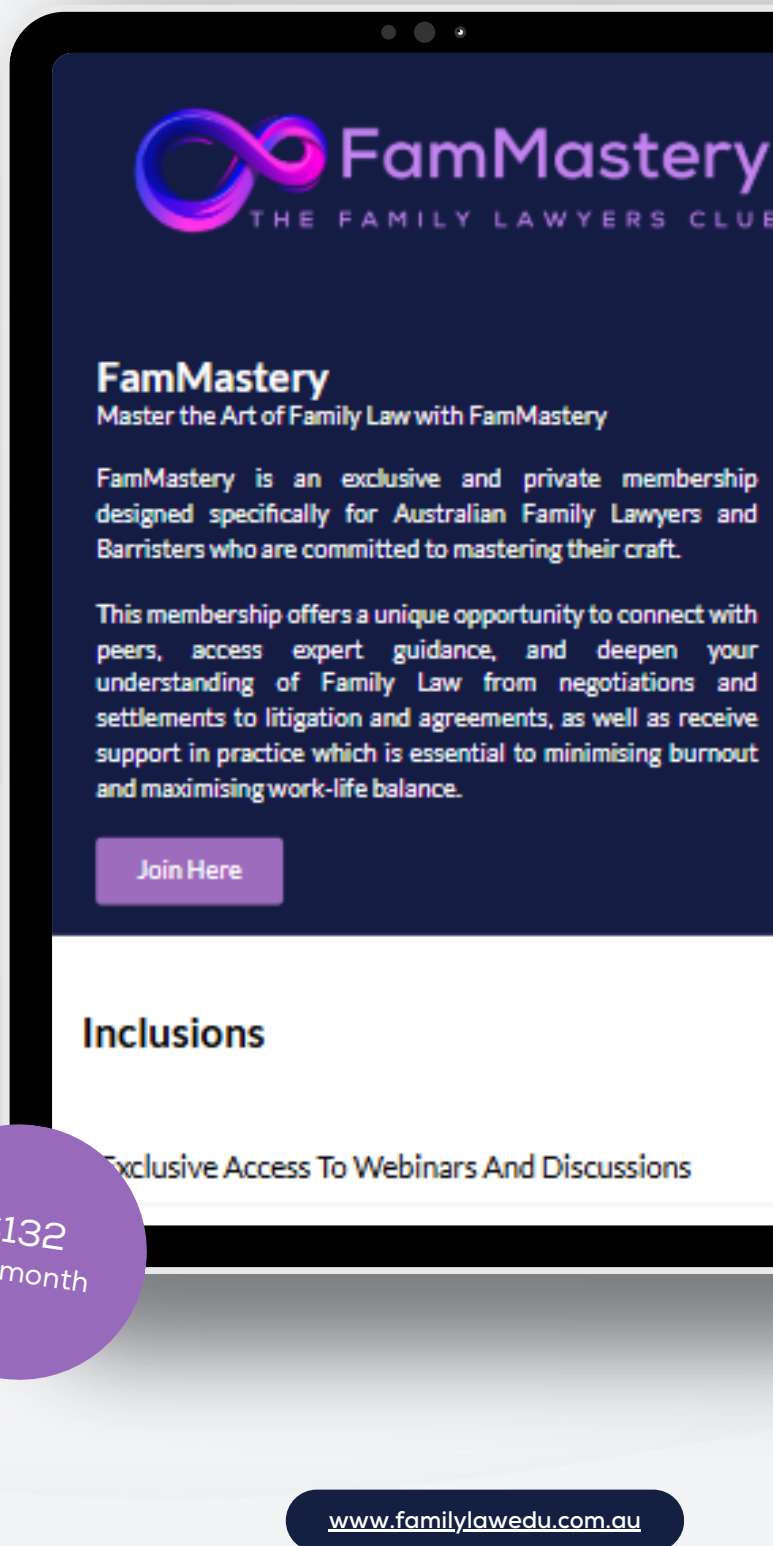 FamMastery
THE FAMILY LAWYERS CLUB
FamMastery
Master the Art of Family Law with FamMastery
FamMastery is an exclusive and private membership
designed specifically for Australian Family Lawyers and
Barristers who are committed to mastering their craft.
This membership offers a unique opportunity to connect with
peers, access expert guidance, and deepen your
understanding of Family Law from negotiations and
settlements to litigation and agreements, as well as receive
support in practice which is essential to minimising burnout
and maximising work-life balance.
Join Here
Inclusions
Exclusive Access To Webinars And Discussions
132
month
www.familylawedu.com.au